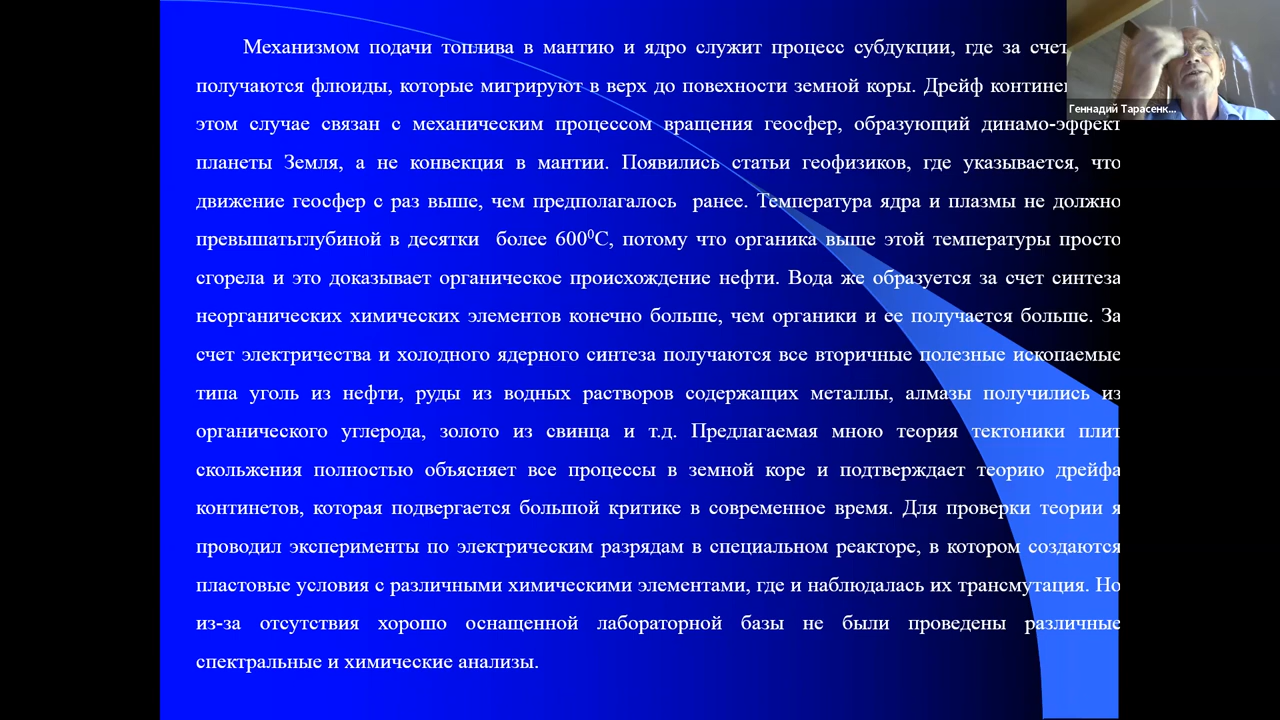 Механизмом подачи топлива в мантию и ядро служит процесс субдукции, где за счет
получаются флюиды, которые мигрируют в верх до повехности земной коры. Дрейф
этом случае связан с механическим процессом вращения геосфер, образующий динамо-эффект
планеты Земля, а не конвекция в мантии. Появились статьи геофизиков, где указывается, что
движение геосфер с раз выше, чем предполагалось ранее. Температура ядра и плазмы не должно
превышатьглубиной в десятки более 600⁰С, потому что органика выше этой температуры просто
сгорела и это доказывает органическое происхождение нефти. Вода же образуется за счет синтеза
неорганических химических элементов конечно больше, чем органики и ее получается больше. За
счет электричества и холодного ядерного синтеза получаются все вторичные полезные ископаемые
типа уголь из нефти, руды из водных растворов содержащих металлы, алмазы получились из
органического углерода, золото из свинца и т.д. Предлагаемая мною теория тектоники плит
скольжения полностью объясняет все процессы в земной коре и подтверждает теорию дрейфа
континетов, которая подвергается большой критике в современное время. Для проверки теории я
проводил эксперименты по электрическим разрядам в специальном реакторе, в котором создаются
пластовые условия с различными химическими элементами, где и наблюдалась их трансмутация. Но
из-за отсутствия хорошо оснащенной лабораторной базы не были проведены различные
спектральные и химические анализы.
Геннадий Тарасенк...